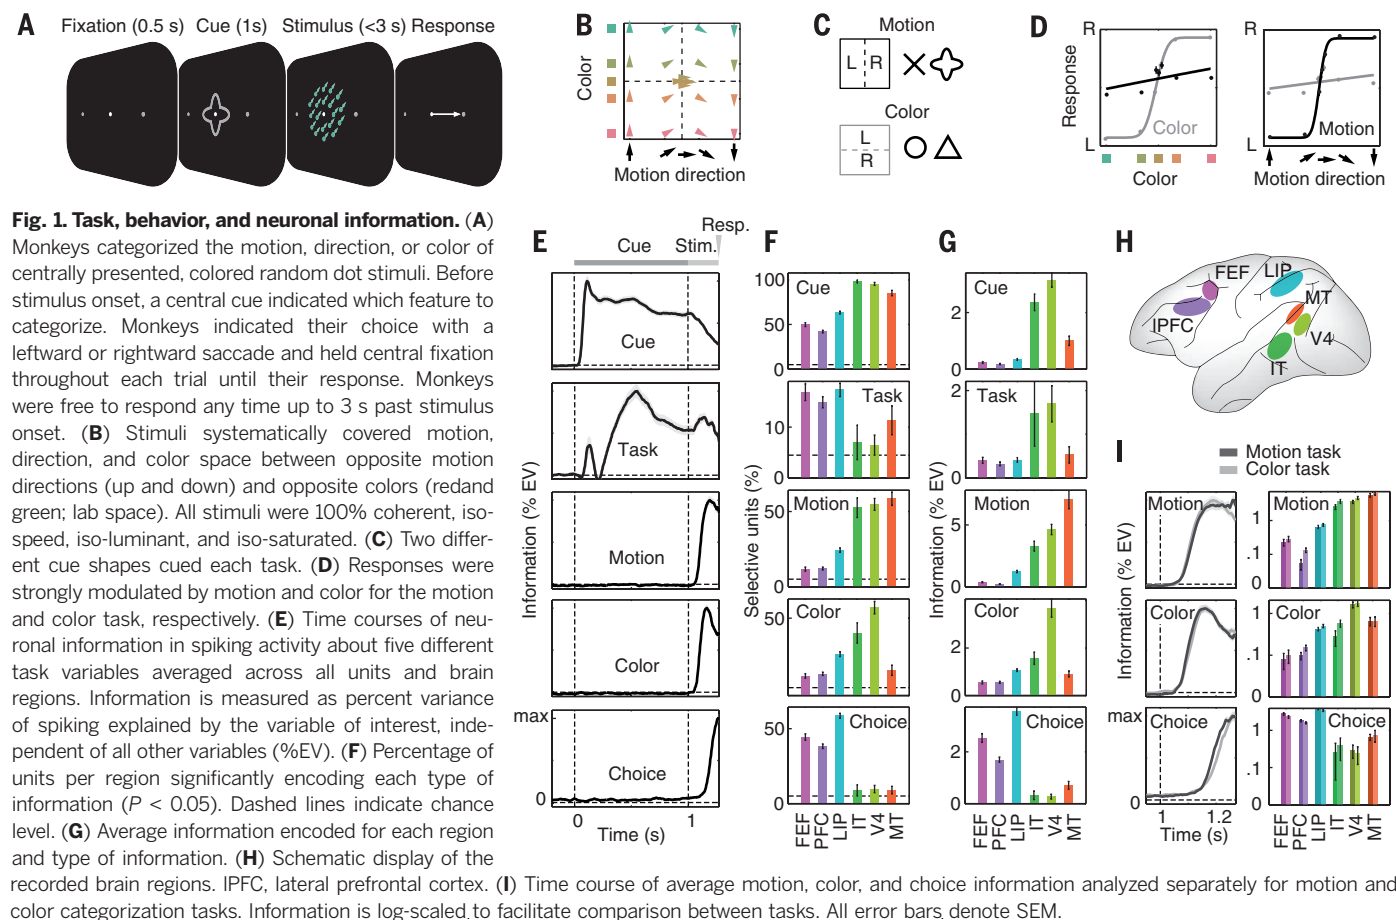 A
Fixation (0.5 s)
Cue (1s)
Stimulus (<3 s)
Response
B
Color
Motion direction
C
Motion
L
R
Color
L
R
D
R
Response
L
Color
Color
Motion
Motion direction
Fig. 1. Task, behavior, and neuronal information. (A)
Monkeys categorized the motion, direction, or color of
centrally presented, colored random dot stimuli. Before
stimulus onset, a central cue indicated which feature to
categorize. Monkeys indicated their choice with a
leftward or rightward saccade and held central fixation
throughout each trial until their response. Monkeys
were free to respond any time up to 3 s past stimulus
onset. (B) Stimuli systematically covered motion,
direction, and color space between opposite motion
directions (up and down) and opposite colors (redand
green; lab space). All stimuli were 100% coherent, iso-
speed, iso-luminant, and iso-saturated. (C) Two differ-
ent cue shapes cued each task. (D) Responses were
strongly modulated by motion and color for the motion
and color task, respectively. (E) Time courses of neu-
ronal information in spiking activity about five different
task variables averaged across all units and brain
regions. Information is measured as percent variance
of spiking explained by the variable of interest, inde-
pendent of all other variables (%EV). (F) Percentage of
units per region significantly encoding each type of
information (P < 0.05). Dashed lines indicate chance
level. (G) Average information encoded for each region
and type of information. (H) Schematic display of the
recorded brain regions. lPFC, lateral prefrontal cortex. (I) Time course of average motion, color, and choice information analyzed separately for motion and
color categorization tasks. Information is log-scaled to facilitate comparison between tasks. All error bars denote SEM.
E
Cue
Stim.
Resp.
Information (% EV)
Cue
Task
Motion
Color
Choice
max
0
0
1
Time (s)
F
Selective units (%)
100
50
0
Cue
10
0
Task
50
0
Motion
50
0
Color
50
0
Choice
FEF
PFC
LIP
IT
V4
MT
G
Information (% EV)
2
0
Cue
2
1
0
Task
5
0
Motion
2
0
Color
2
0
Choice
FEF
PFC
LIP
IT
V4
MT
H
FEF
LIP
MT
lPFC
V4
IT
I
Motion task
Color task
Information (% EV)
Motion
Color
Choice
max
0
1
1.2
Time (s)
1
.1
0
Motion
1
.1
0
Color
1
.1
0
Choice
FEF
PFC
LIP
IT
V4
MT